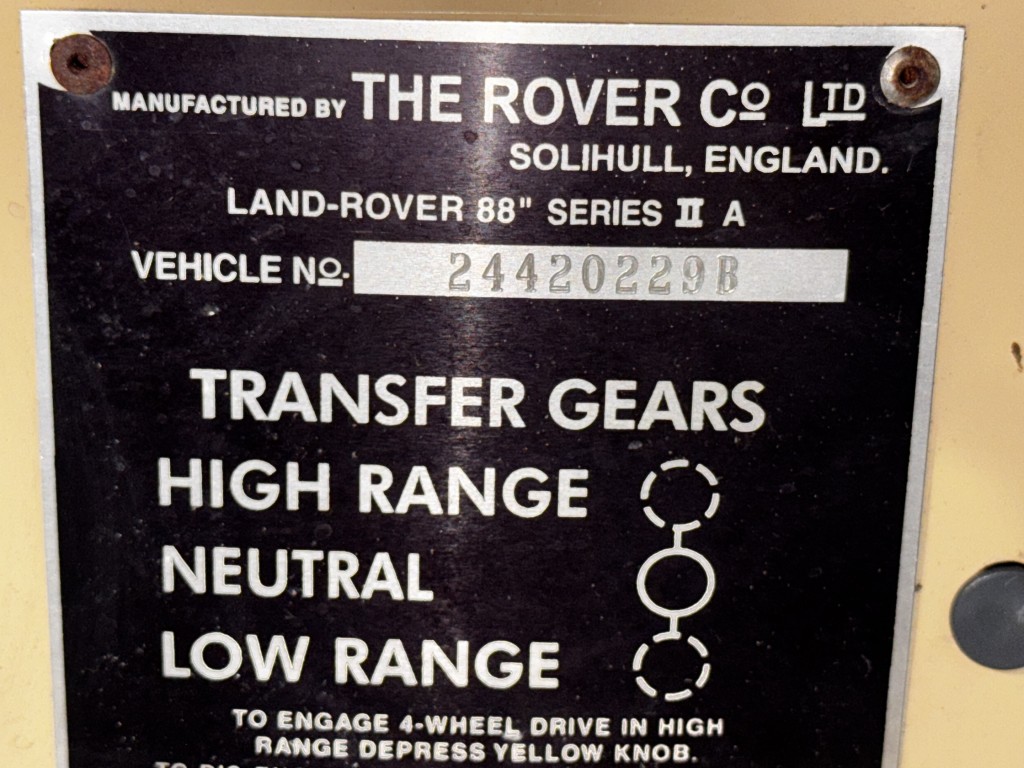 MANUFACTURED BY THE ROVER Cº LTD
SOLIHULL, ENGLAND.
LAND-ROVER 88" SERIES II A
VEHICLE Nº. 24420229B
TRANSFER GEARS
HIGH RANGE
NEUTRAL
LOW RANGE
TO ENGAGE 4-WHEEL DRIVE IN HIGH
RANGE DEPRESS YELLOW KNOB.